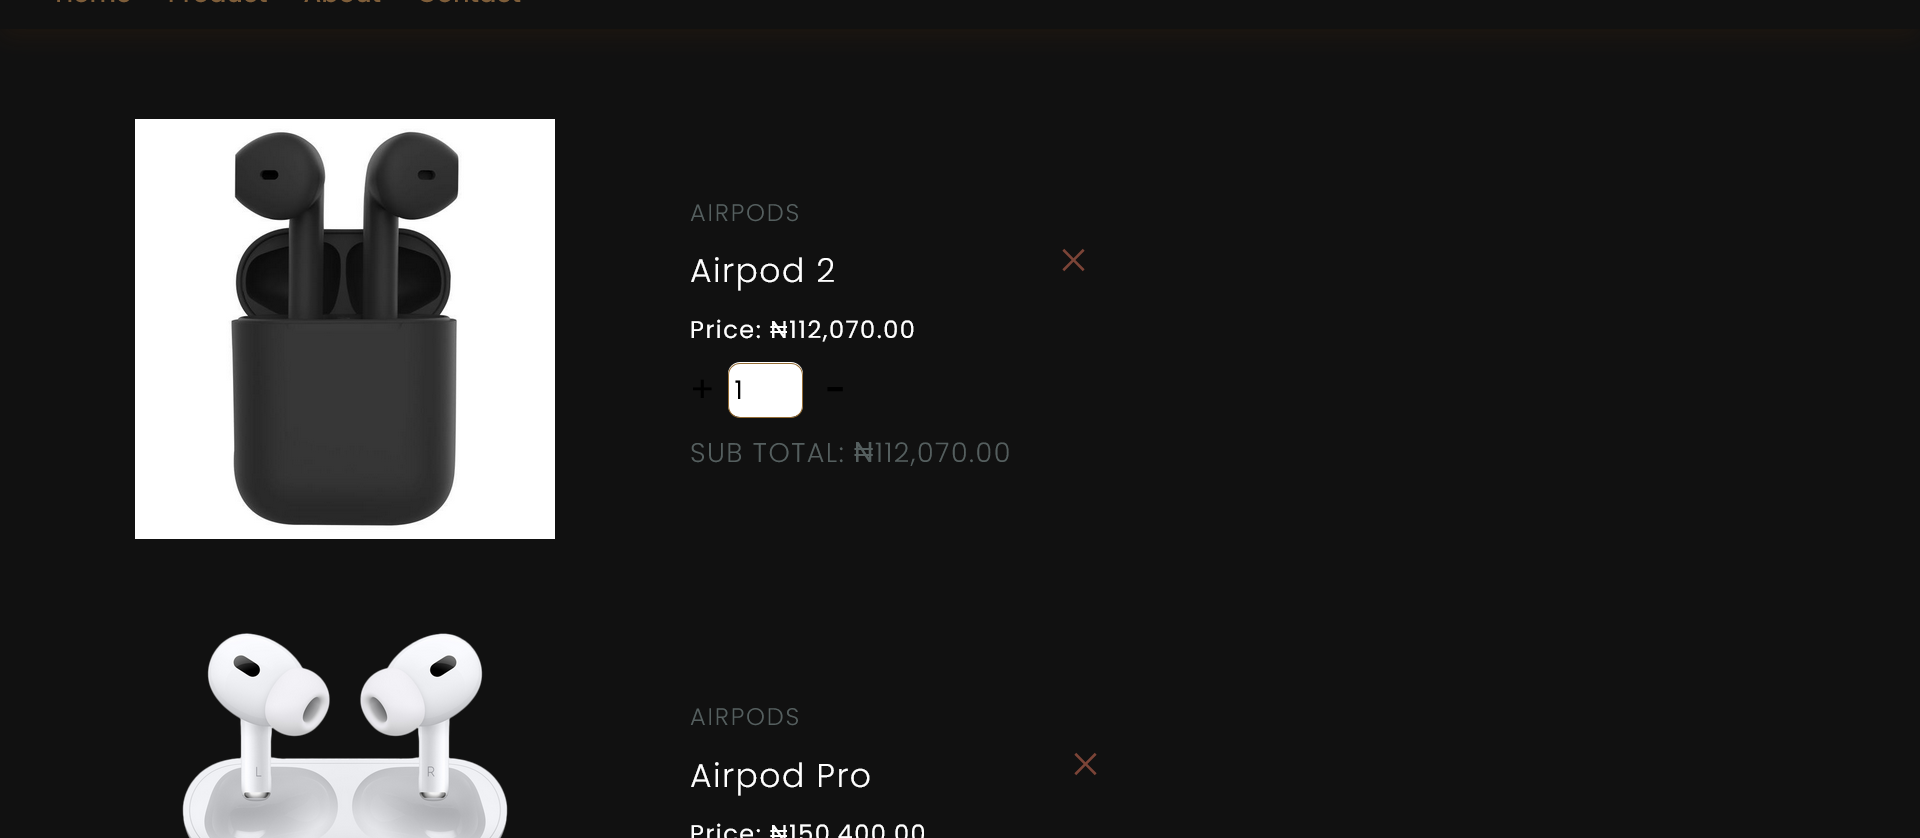 Home Product About Contact
AIRPODS
Airpod 2
Price: ₦112,070.00
+ 1 -
SUB TOTAL: ₦112,070.00
L R
AIRPODS
Airpod Pro
Price: ₦150,400.00